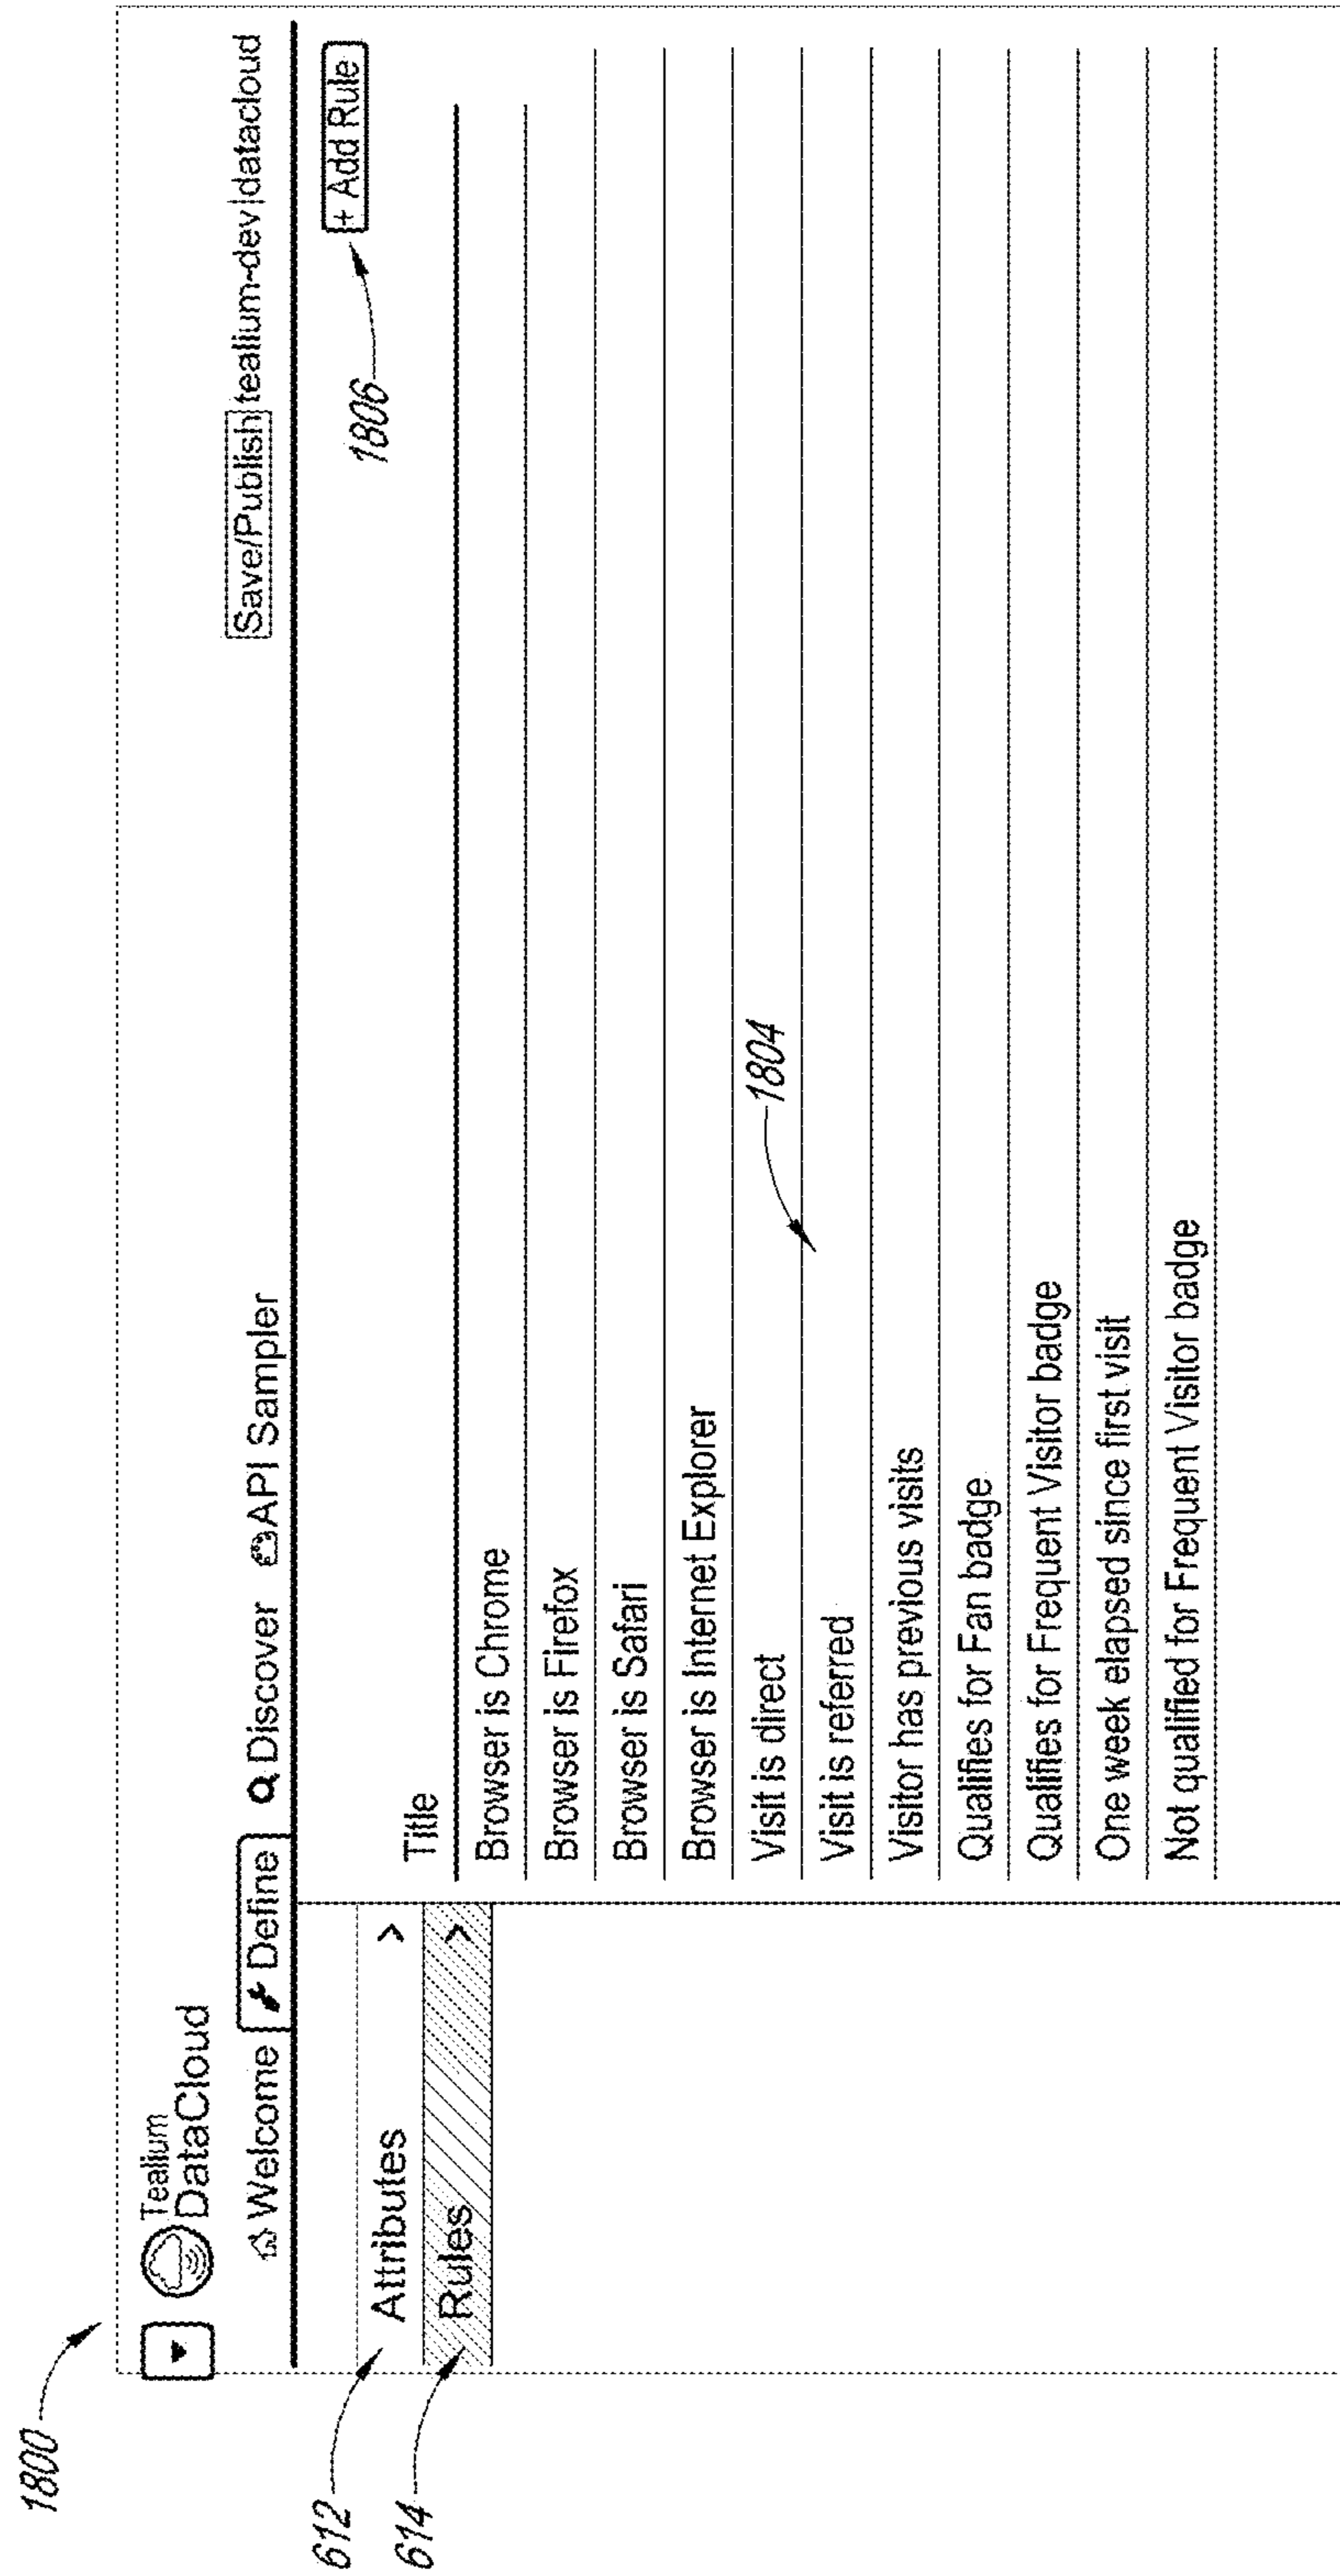 1800
Tealium
DataCloud
Save/Publish tealium-dev|datacloud
Welcome Define Discover API Sampler
+ Add Rule
1806
612
Attributes >
614
Rules >
Title
Browser is Chrome
Browser is Firefox
Browser is Safari
Browser is Internet Explorer
Visit is direct
1804
Visit is referred
Visitor has previous visits
Qualifies for Fan badge
Qualifies for Frequent Visitor badge
One week elapsed since first visit
Not qualified for Frequent Visitor badge